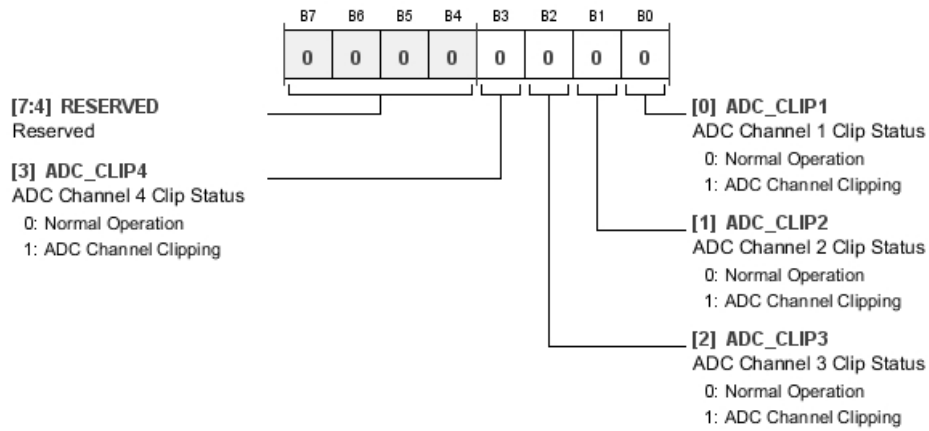 B7 B6 B5 B4 B3 B2 B1 B0
0 0 0 0 0 0 0 0
[7:4] RESERVED
Reserved
[3] ADC_CLIP4
ADC Channel 4 Clip Status
0: Normal Operation
1: ADC Channel Clipping
[0] ADC_CLIP1
ADC Channel 1 Clip Status
0: Normal Operation
1: ADC Channel Clipping
[1] ADC_CLIP2
ADC Channel 2 Clip Status
0: Normal Operation
1: ADC Channel Clipping
[2] ADC_CLIP3
ADC Channel 3 Clip Status
0: Normal Operation
1: ADC Channel Clipping